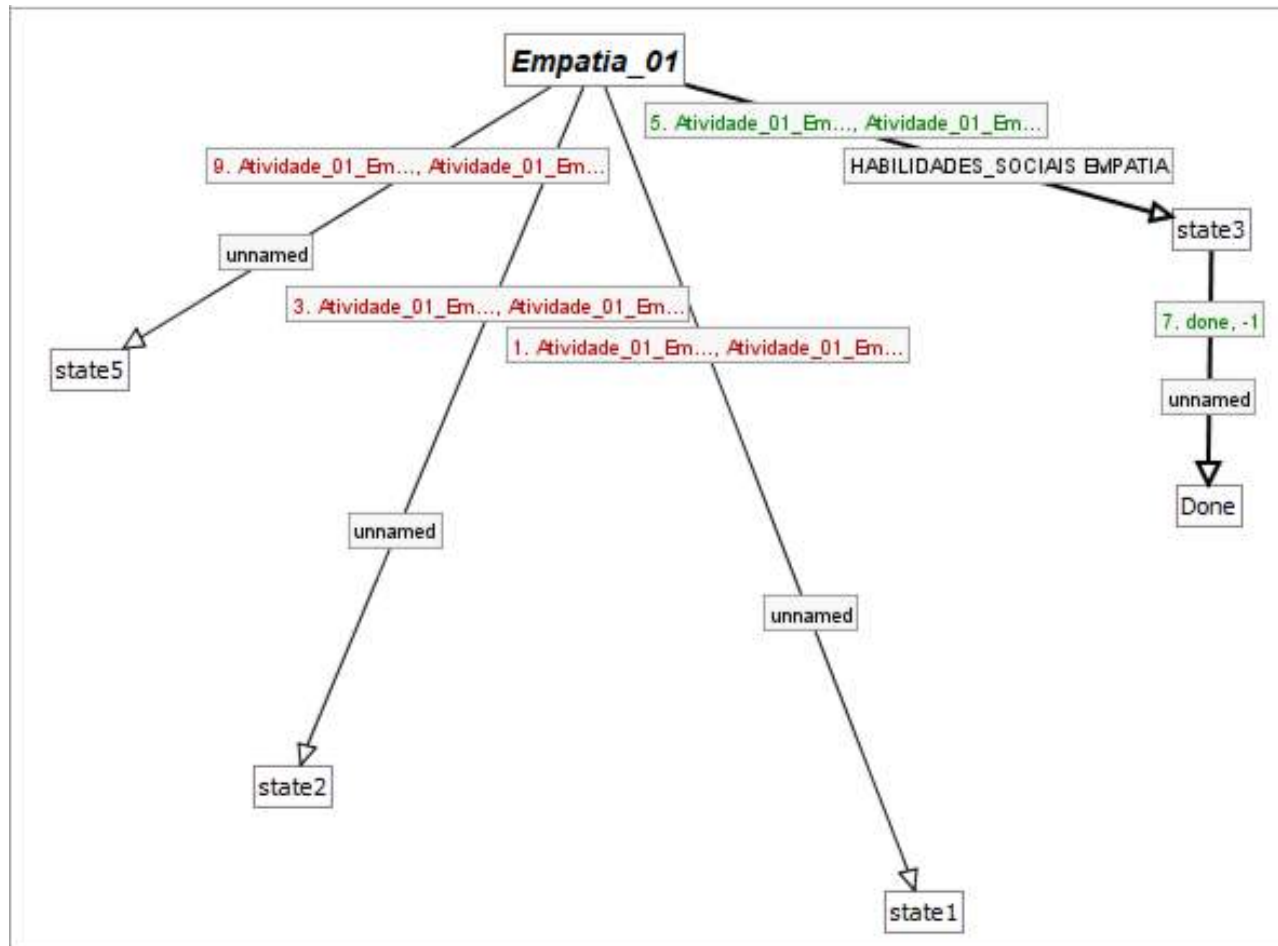 Empatia_01
5. Atividade_01_Em..., Atividade_01_Em...
9. Atividade_01_Em..., Atividade_01_Em...
HABILIDADES_SOCIAIS EMPATIA
state3
unnamed
3. Atividade_01_Em..., Atividade_01_Em...
7. done, -1
1. Atividade_01_Em..., Atividade_01_Em...
state5
unnamed
Done
unnamed
unnamed
state2
state1